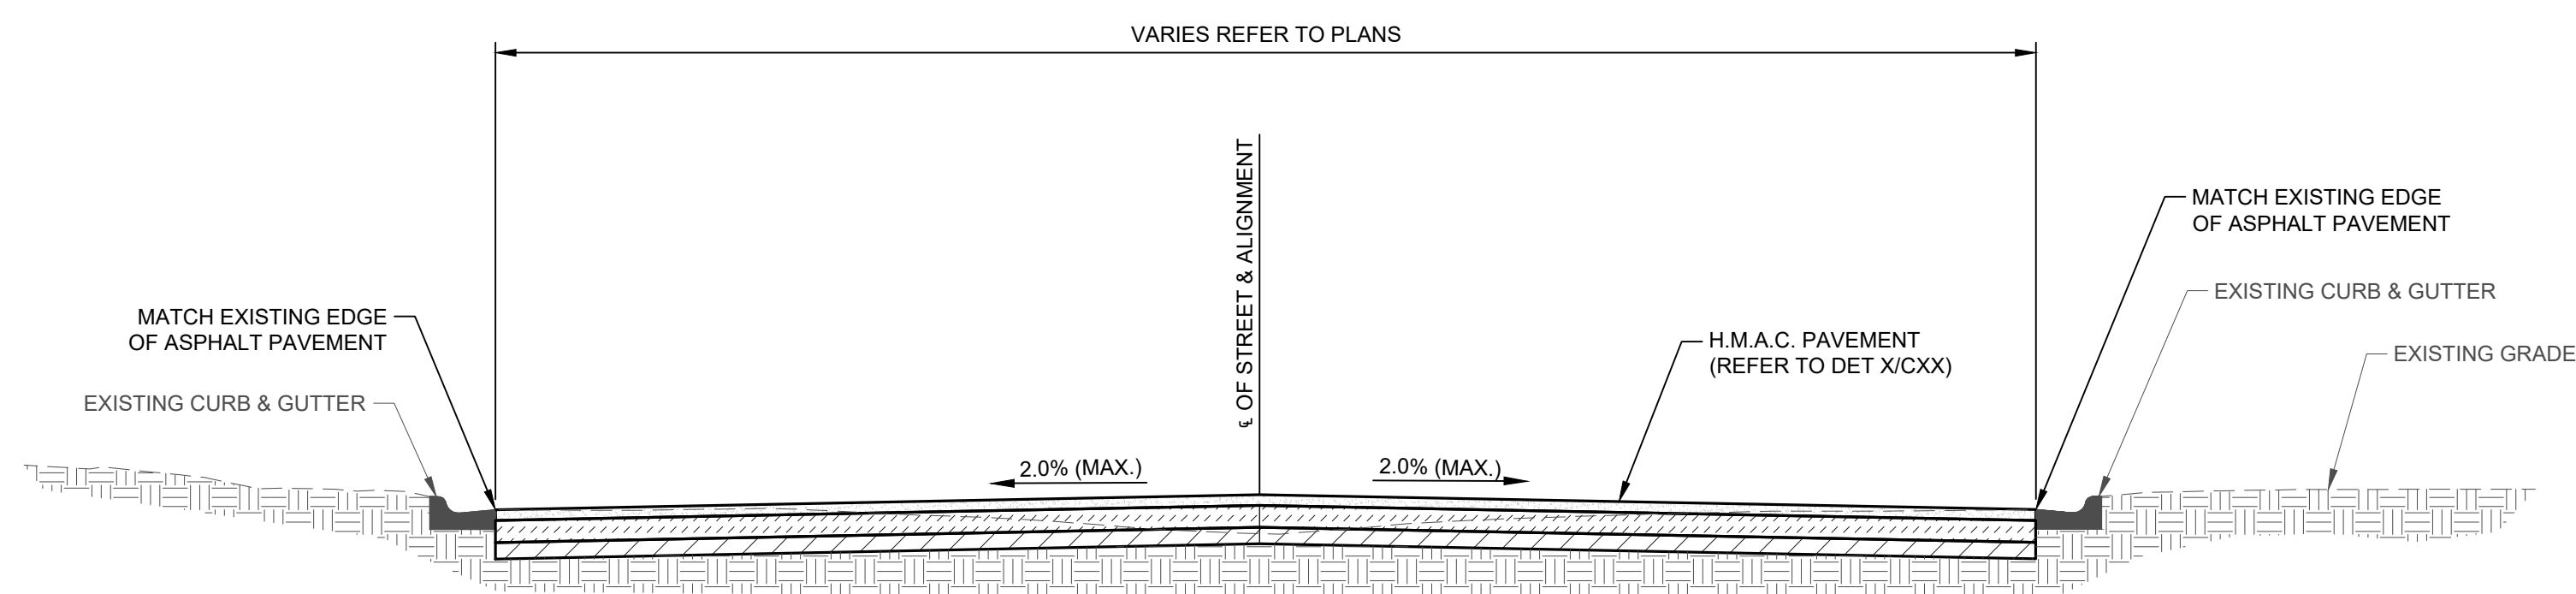 VARIES REFER TO PLANS
℄ OF STREET & ALIGNMENT
MATCH EXISTING EDGE
OF ASPHALT PAVEMENT
EXISTING CURB & GUTTER
MATCH EXISTING EDGE
OF ASPHALT PAVEMENT
H.M.A.C. PAVEMENT
(REFER TO DET X/CXX)
EXISTING GRADE
EXISTING CURB & GUTTER
2.0% (MAX.)
2.0% (MAX.)